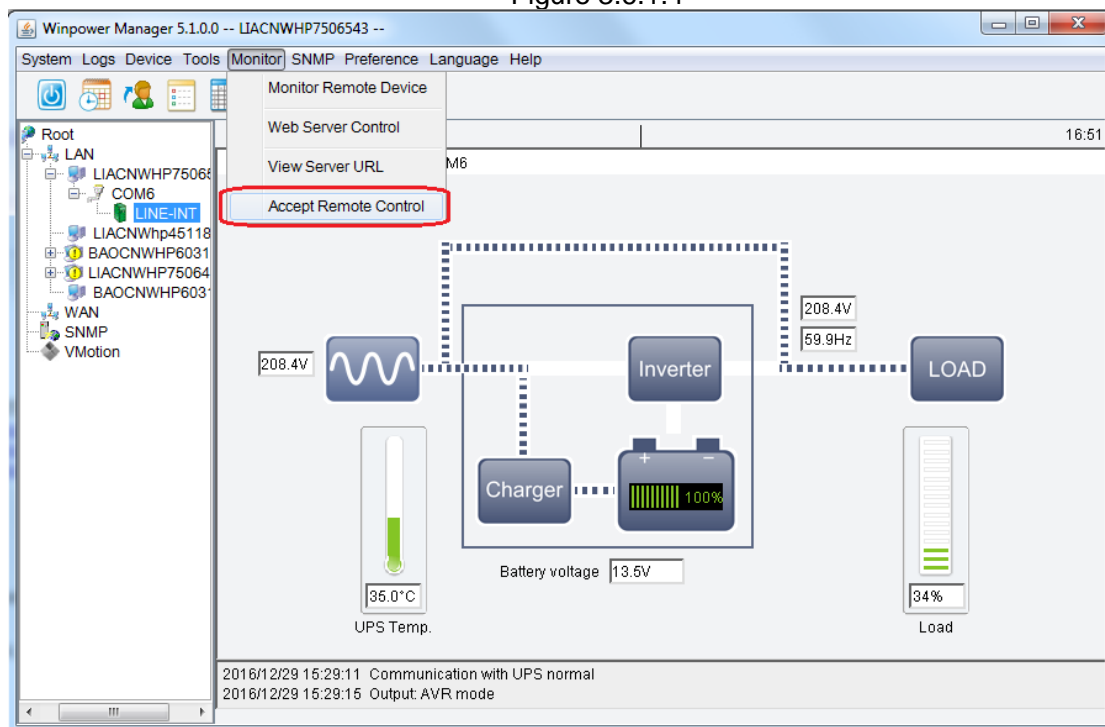 Winpower Manager 5.1.0.0 -- LIACNWHP7506543 --
System Logs Device Tools Monitor SNMP Preference Language Help
Monitor Remote Device
Web Server Control
View Server URL
Accept Remote Control
16:51
M6
Root
LAN
LIACNWHP75065
COM6
LINE-INT
LIACNWhp45118
BAOCNWHP6031
LIACNWHP75064
BAOCNWHP603
WAN
SNMP
VMotion
208.4V
59.9Hz
208.4V
Inverter
LOAD
Charger
+ −
100%
Battery voltage 13.5V
35.0°C
34%
UPS Temp.
Load
2016/12/29 15:29:11 Communication with UPS normal
2016/12/29 15:29:15 Output: AVR mode